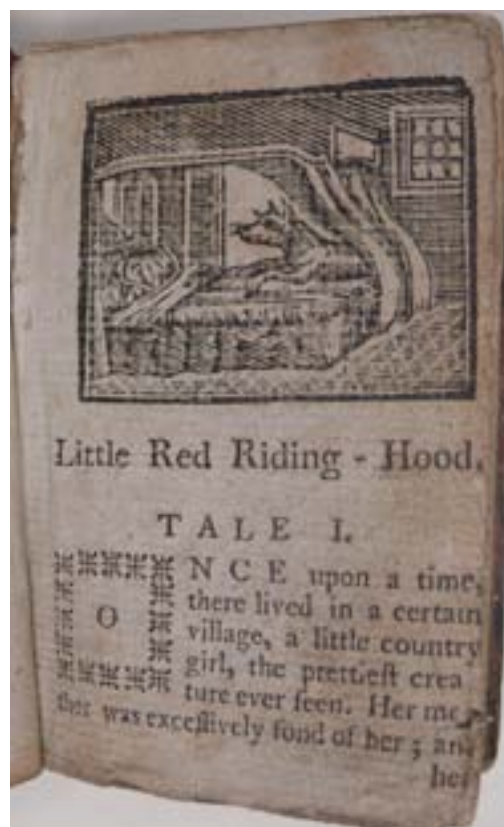 Little Red Riding - Hood.
TALE I.
ONCE upon a time,
there lived in a certain
village, a little country
girl, the prettieſt crea
ture ever ſeen. Her mo-
ther was exceſſively fond of her ; and
her